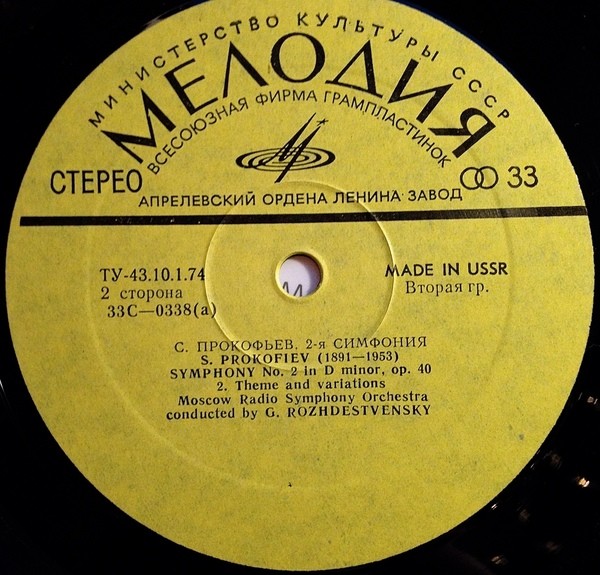 МИНИСТЕРСТВО КУЛЬТУРЫ СССР
МЕЛОДИЯ
ВСЕСОЮЗНАЯ ФИРМА ГРАМПЛАСТИНОК
СТЕРЕО
33
АПРЕЛЕВСКИЙ ОРДЕНА ЛЕНИНА ЗАВОД
ТУ-43.10.1.74
MADE IN USSR
2 сторона
Вторая гр.
33С—0338(а)
С. ПРОКОФЬЕВ. 2-я СИМФОНИЯ
S. PROKOFIEV (1891—1953)
SYMPHONY No. 2 in D minor, op. 40
2. Theme and variations
Moscow Radio Symphony Orchestra
conducted by G. ROZHDESTVENSKY